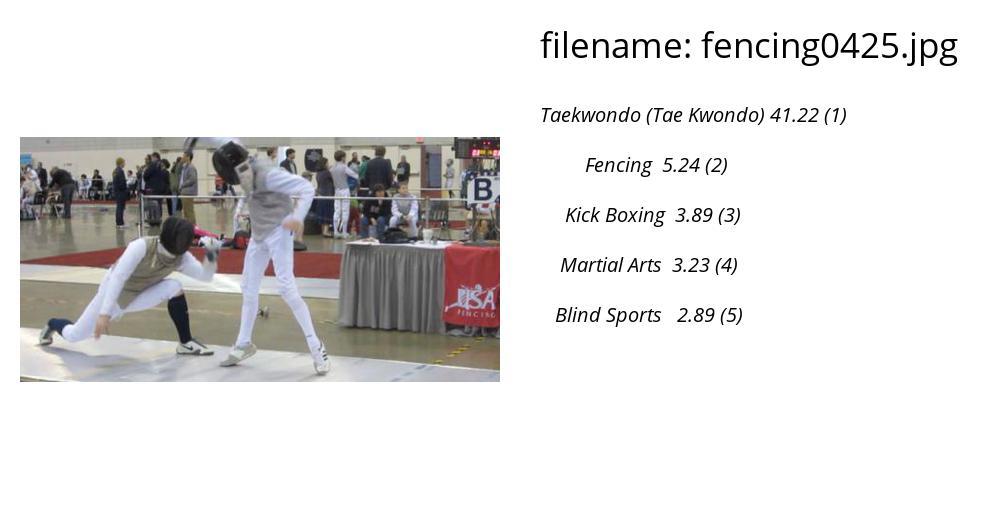 filename: fencing0425.jpg
Taekwondo (Tae Kwondo) 41.22 (1)
Fencing 5.24 (2)
Kick Boxing 3.89 (3)
Martial Arts 3.23 (4)
Blind Sports 2.89 (5)
B
USA
FENCING